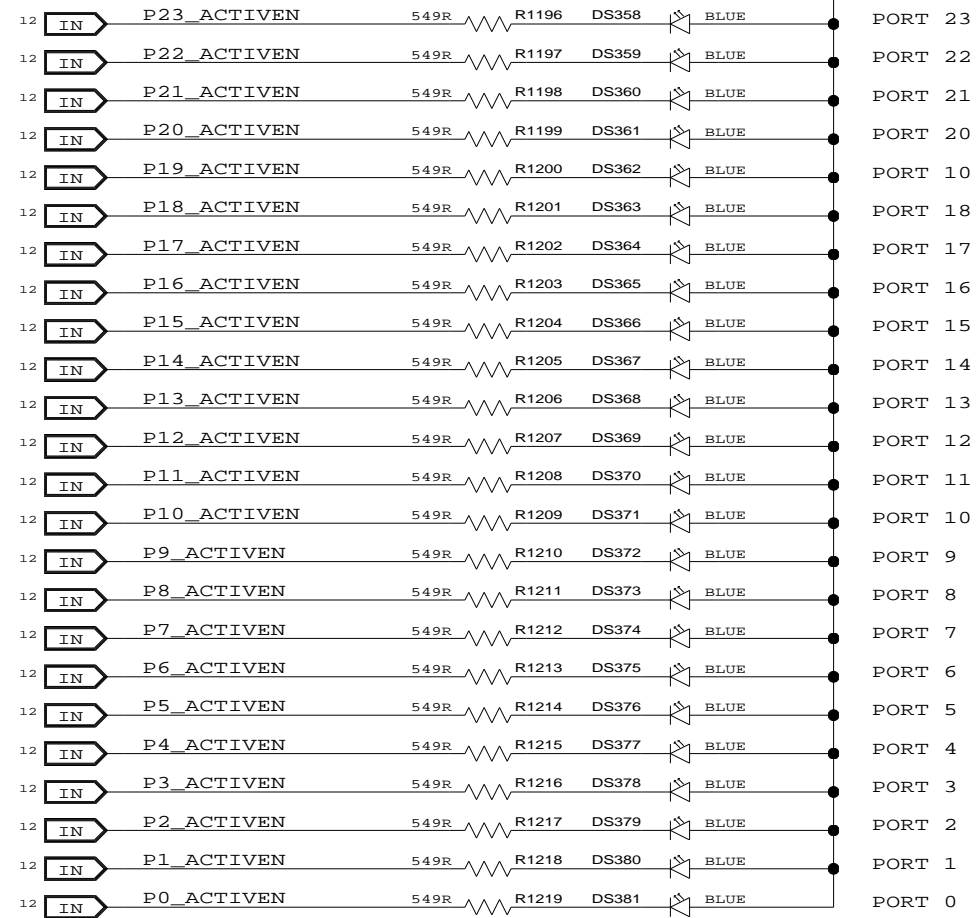 12 IN P23_ACTIVEN 549R R1196 DS358 BLUE PORT 23
12 IN P22_ACTIVEN 549R R1197 DS359 BLUE PORT 22
12 IN P21_ACTIVEN 549R R1198 DS360 BLUE PORT 21
12 IN P20_ACTIVEN 549R R1199 DS361 BLUE PORT 20
12 IN P19_ACTIVEN 549R R1200 DS362 BLUE PORT 10
12 IN P18_ACTIVEN 549R R1201 DS363 BLUE PORT 18
12 IN P17_ACTIVEN 549R R1202 DS364 BLUE PORT 17
12 IN P16_ACTIVEN 549R R1203 DS365 BLUE PORT 16
12 IN P15_ACTIVEN 549R R1204 DS366 BLUE PORT 15
12 IN P14_ACTIVEN 549R R1205 DS367 BLUE PORT 14
12 IN P13_ACTIVEN 549R R1206 DS368 BLUE PORT 13
12 IN P12_ACTIVEN 549R R1207 DS369 BLUE PORT 12
12 IN P11_ACTIVEN 549R R1208 DS370 BLUE PORT 11
12 IN P10_ACTIVEN 549R R1209 DS371 BLUE PORT 10
12 IN P9_ACTIVEN 549R R1210 DS372 BLUE PORT 9
12 IN P8_ACTIVEN 549R R1211 DS373 BLUE PORT 8
12 IN P7_ACTIVEN 549R R1212 DS374 BLUE PORT 7
12 IN P6_ACTIVEN 549R R1213 DS375 BLUE PORT 6
12 IN P5_ACTIVEN 549R R1214 DS376 BLUE PORT 5
12 IN P4_ACTIVEN 549R R1215 DS377 BLUE PORT 4
12 IN P3_ACTIVEN 549R R1216 DS378 BLUE PORT 3
12 IN P2_ACTIVEN 549R R1217 DS379 BLUE PORT 2
12 IN P1_ACTIVEN 549R R1218 DS380 BLUE PORT 1
12 IN P0_ACTIVEN 549R R1219 DS381 BLUE PORT 0